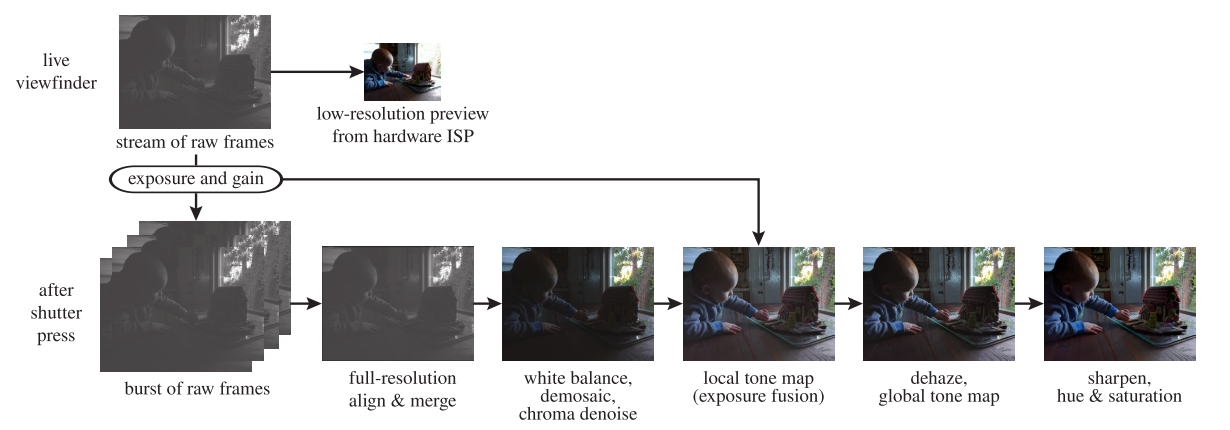 live
viewfinder
stream of raw frames
low-resolution preview
from hardware ISP
exposure and gain
after
shutter
press
burst of raw frames
full-resolution
align & merge
white balance,
demosaic,
chroma denoise
local tone map
(exposure fusion)
dehaze,
global tone map
sharpen,
hue & saturation